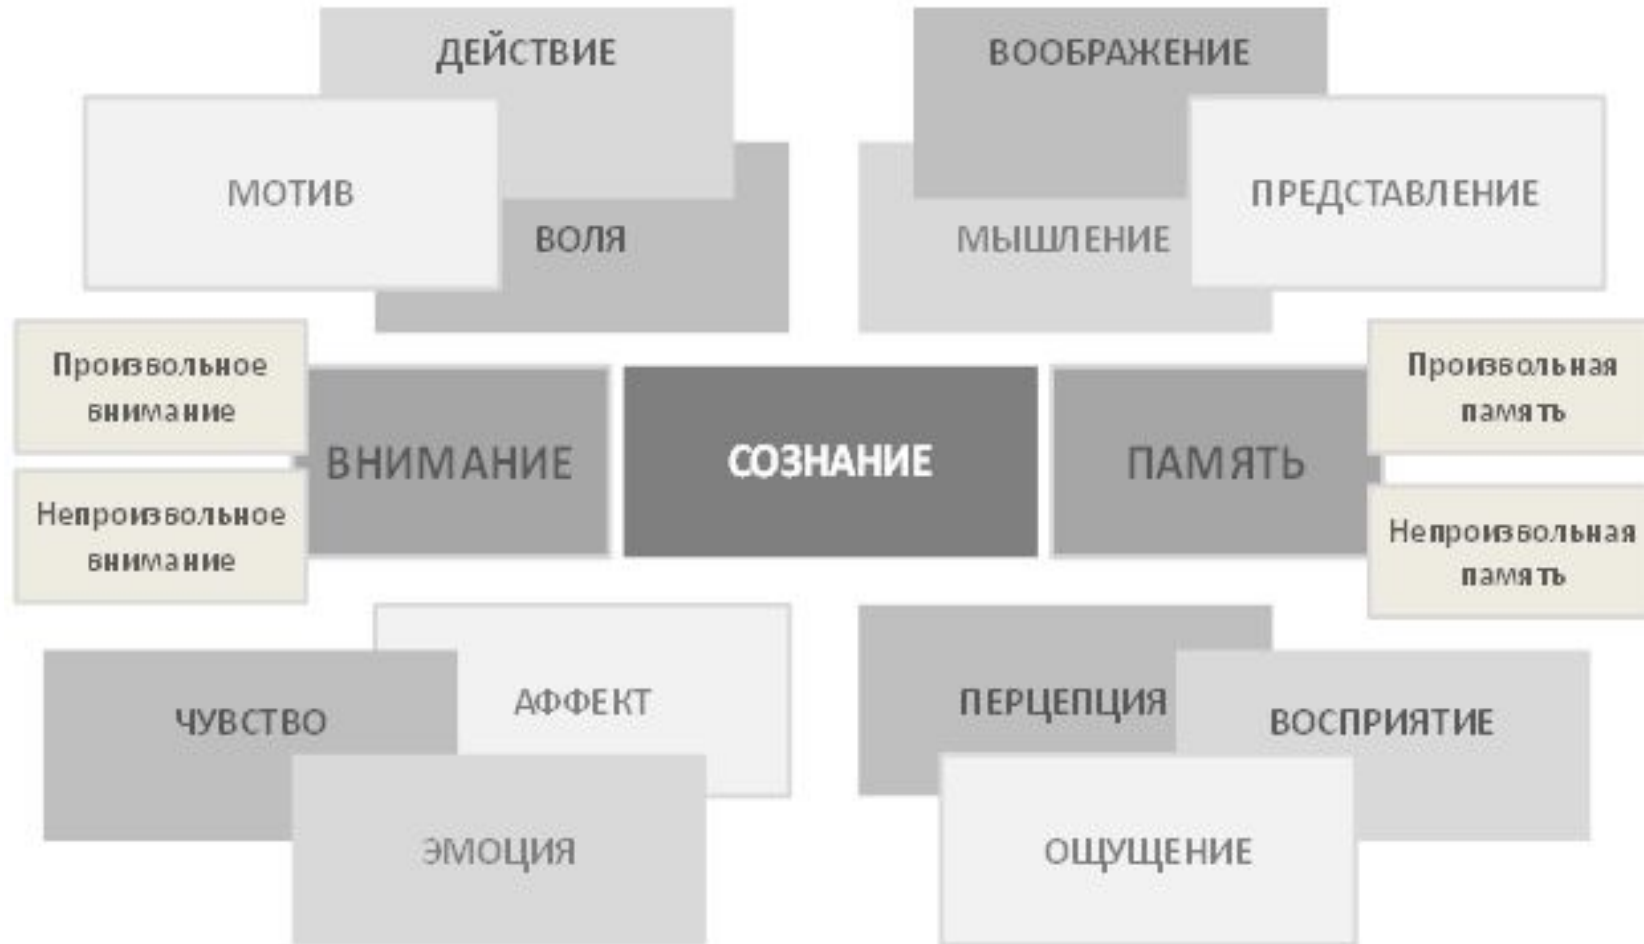 ДЕЙСТВИЕ
ВООБРАЖЕНИЕ
МОТИВ
ПРЕДСТАВЛЕНИЕ
ВОЛЯ
МЫШЛЕНИЕ
Произвольное
внимание
Произвольная
память
ВНИМАНИЕ
СОЗНАНИЕ
ПАМЯТЬ
Непроизвольное
внимание
Непроизвольная
память
ЧУВСТВО
АФФЕКТ
ПЕРЦЕПЦИЯ
ВОСПРИЯТИЕ
ЭМОЦИЯ
ОЩУЩЕНИЕ